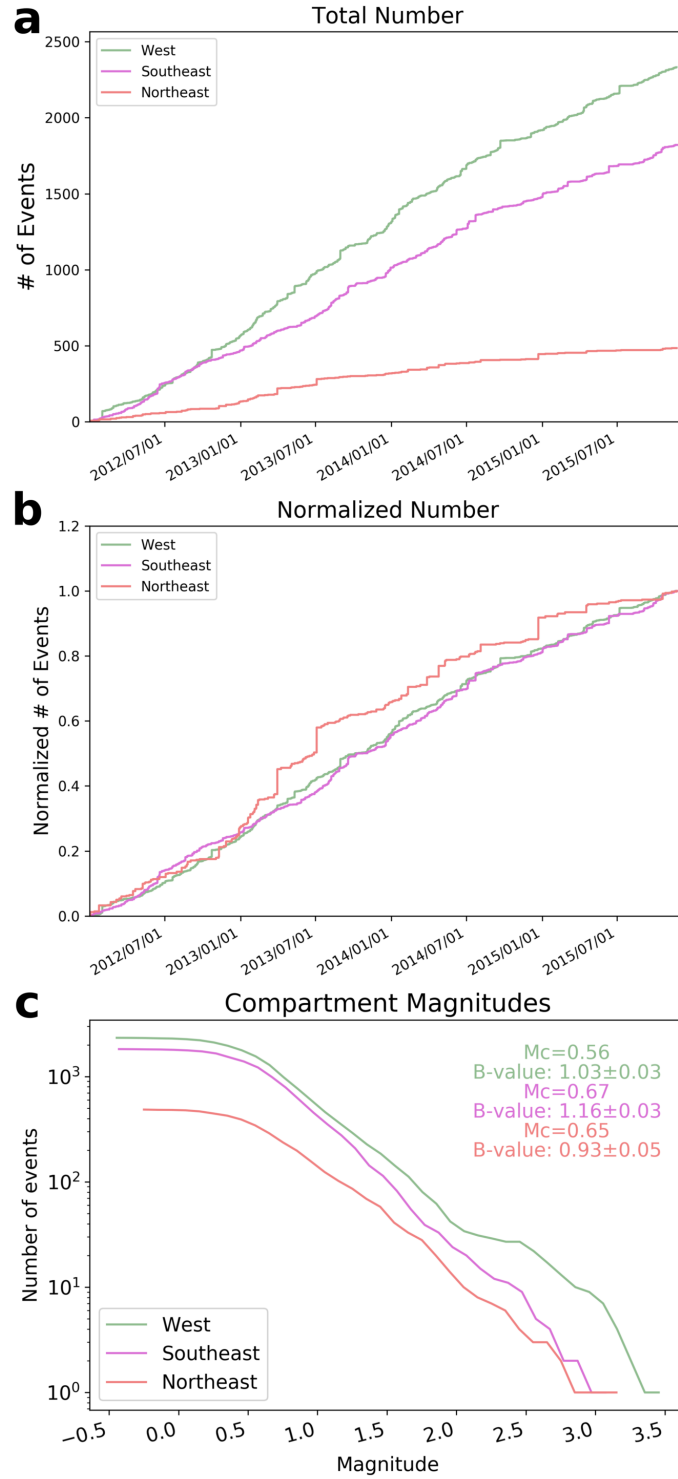 a
Total Number
2500
2000
1500
1000
500
0
# of Events
West
Southeast
Northeast
2012/07/01
2013/01/01
2013/07/01
2014/01/01
2014/07/01
2015/01/01
2015/07/01
b
Normalized Number
1.2
1.0
0.8
0.6
0.4
0.2
0.0
Normalized # of Events
West
Southeast
Northeast
2012/07/01
2013/01/01
2013/07/01
2014/01/01
2014/07/01
2015/01/01
2015/07/01
c
Compartment Magnitudes
10³
10²
10¹
10⁰
Number of events
Mc=0.56
B-value: 1.03±0.03
Mc=0.67
B-value: 1.16±0.03
Mc=0.65
B-value: 0.93±0.05
West
Southeast
Northeast
−0.5 0.0 0.5 1.0 1.5 2.0 2.5 3.0 3.5
Magnitude